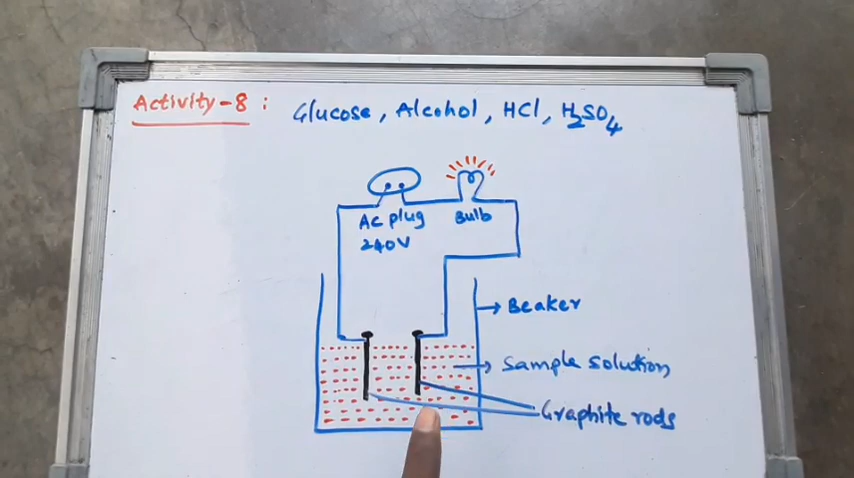 Activity-8 : Glucose, Alcohol, HCl, H2SO4
AC plug
240V
Bulb
Beaker
Sample solution
Graphite rods